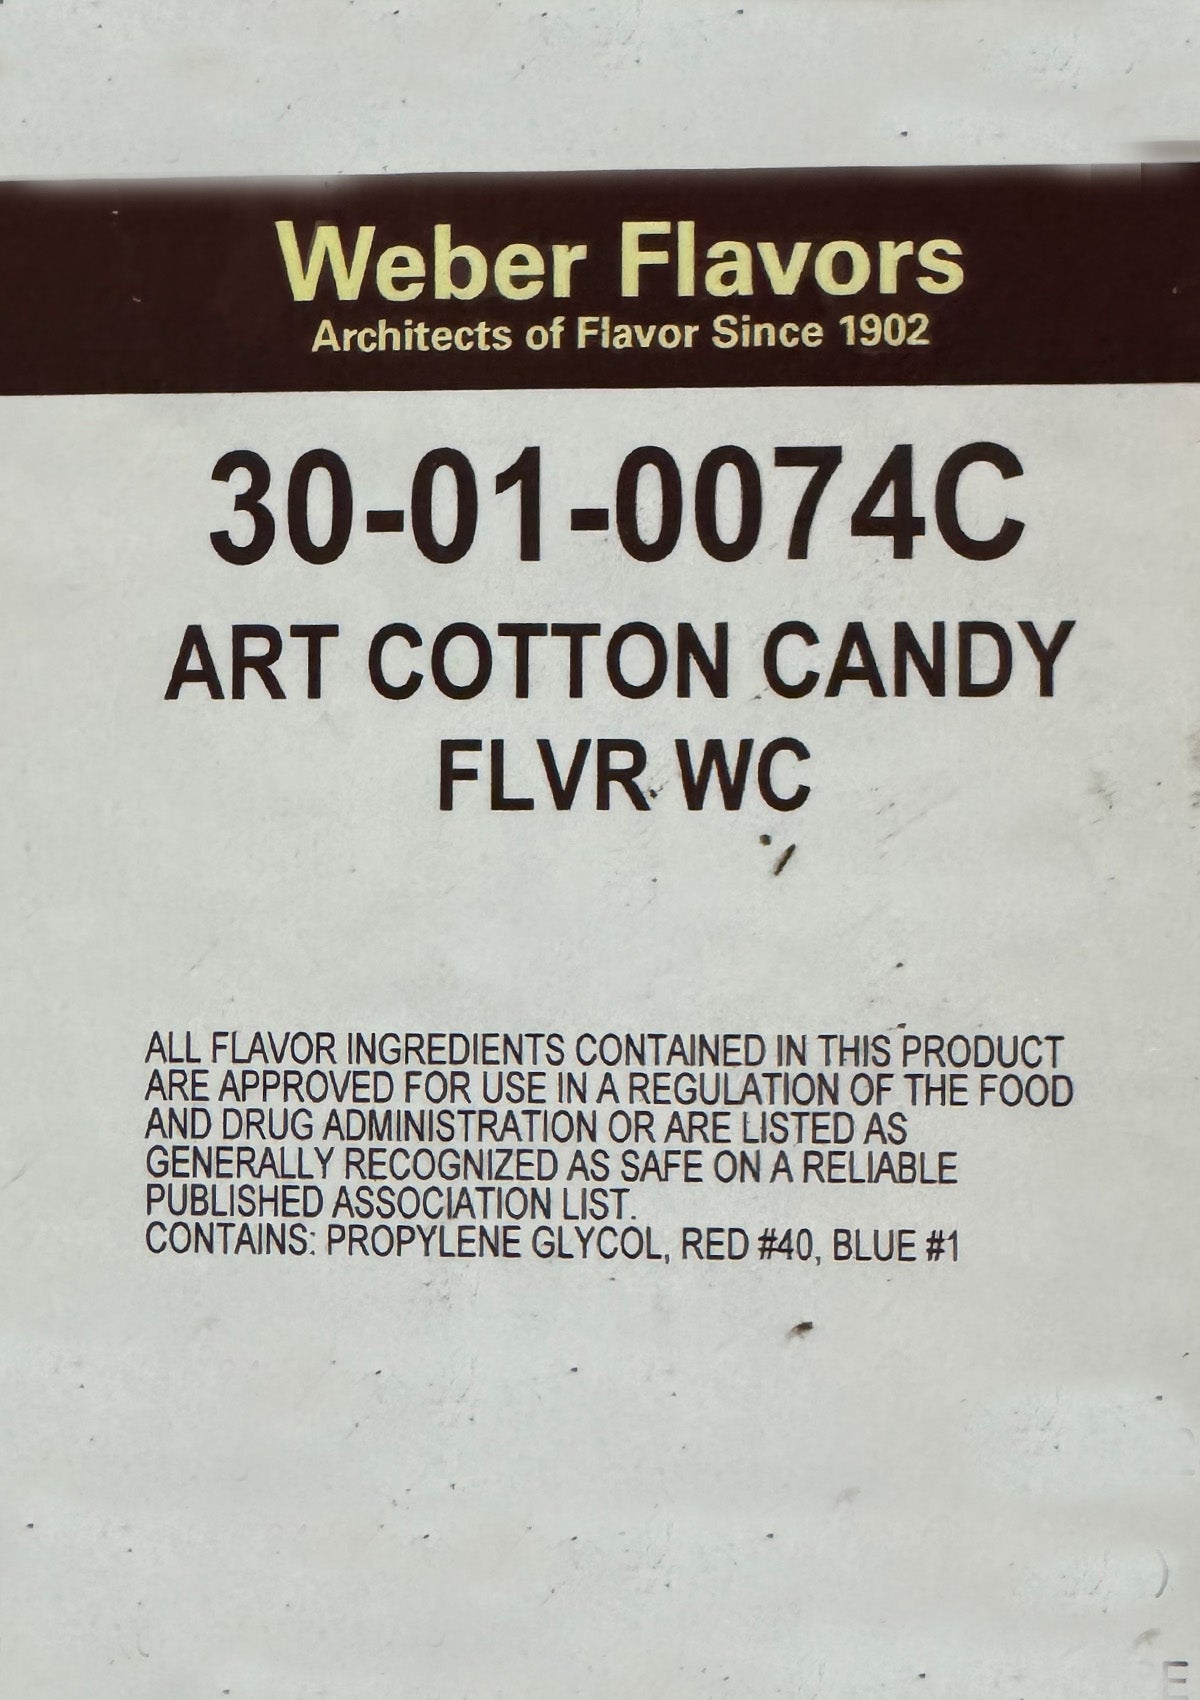 Weber Flavors
Architects of Flavor Since 1902
30-01-0074C
ART COTTON CANDY
FLVR WC
ALL FLAVOR INGREDIENTS CONTAINED IN THIS PRODUCT
ARE APPROVED FOR USE IN A REGULATION OF THE FOOD
AND DRUG ADMINISTRATION OR ARE LISTED AS
GENERALLY RECOGNIZED AS SAFE ON A RELIABLE
PUBLISHED ASSOCIATION LIST.
CONTAINS: PROPYLENE GLYCOL, RED #40, BLUE #1